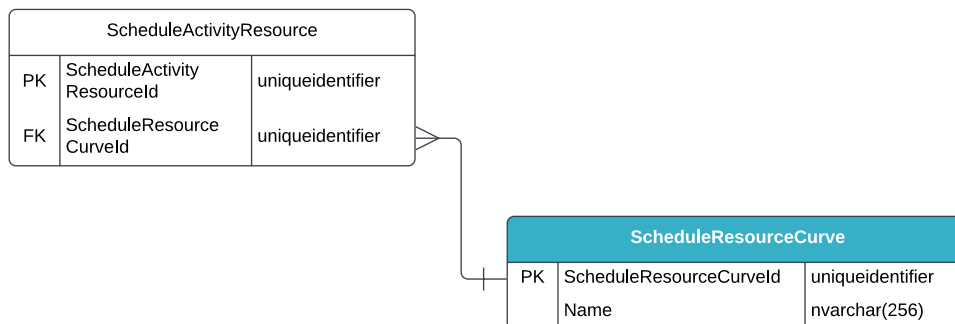 ScheduleActivityResource
PK ScheduleActivity uniqueidentifier
ResourceId
FK ScheduleResource uniqueidentifier
CurveId
ScheduleResourceCurve
PK ScheduleResourceCurveId uniqueidentifier
Name nvarchar(256)